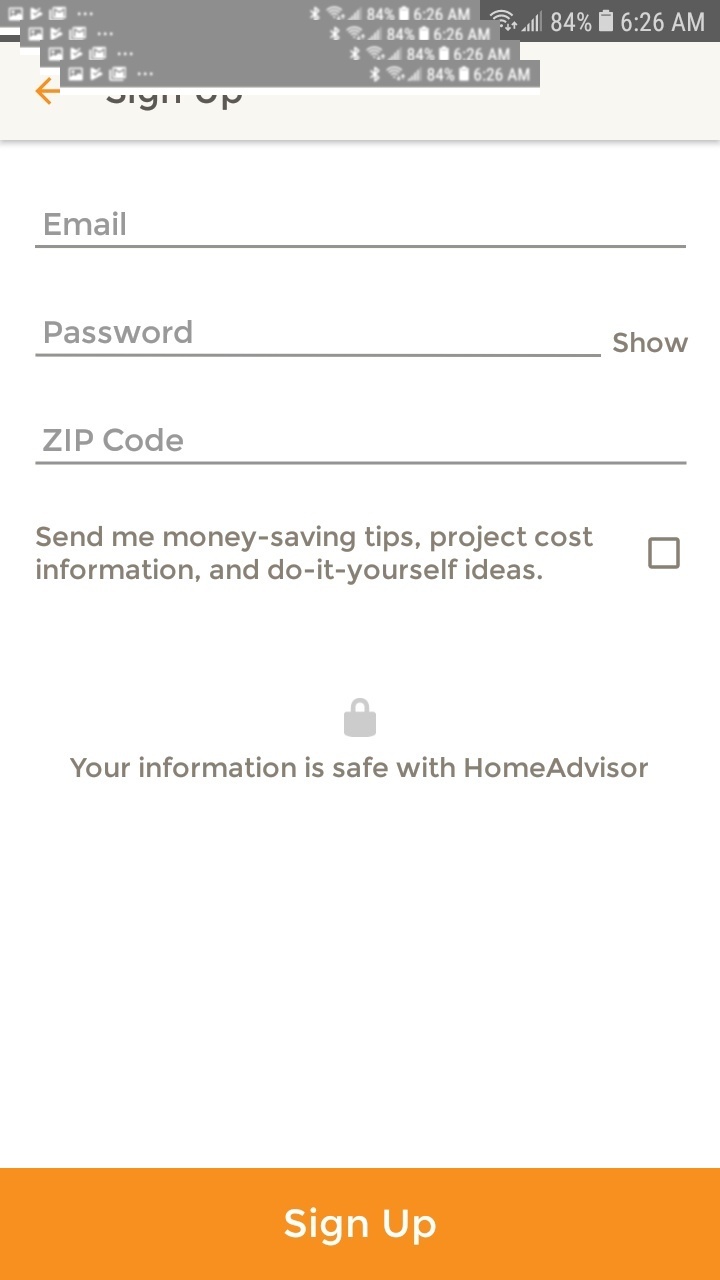 84% 6:26 AM
84% 6:26 AM
84% 6:26 AM
84% 6:26 AM
84% 6:26 AM
Sign Up
Email
Password
Show
ZIP Code
Send me money-saving tips, project cost
information, and do-it-yourself ideas.
Your information is safe with HomeAdvisor
Sign Up